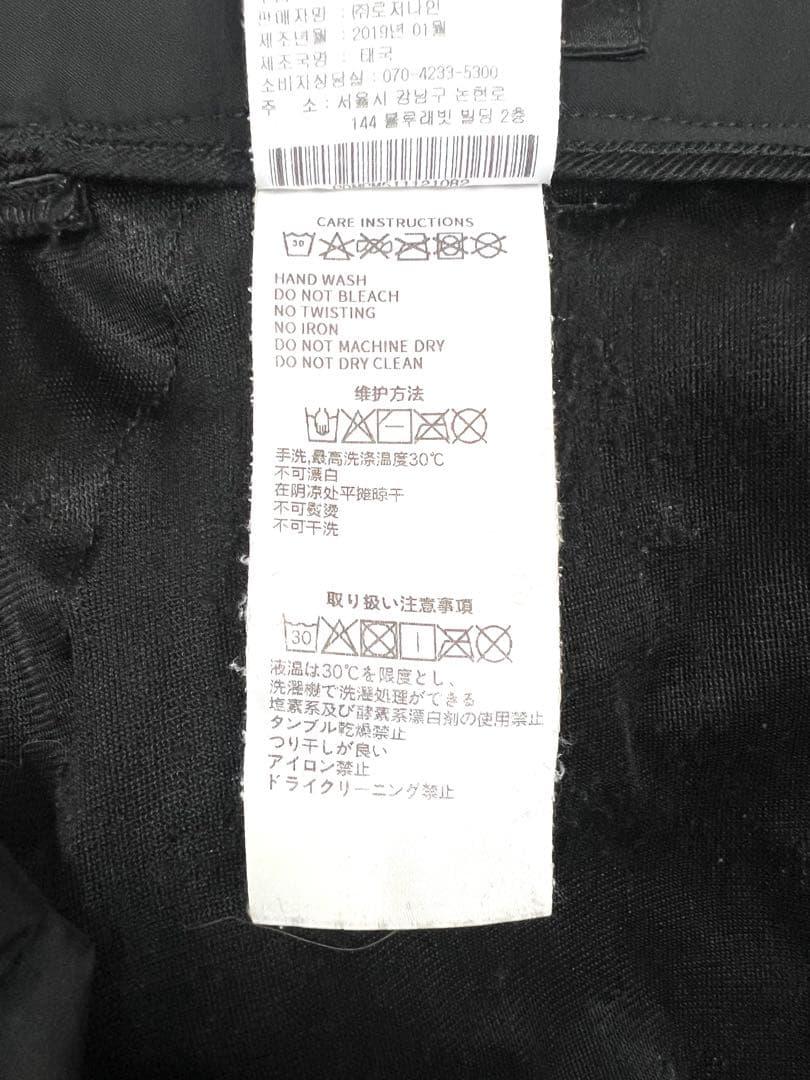 판매자명 : (주)로저나인
제조년월 : 2019년 01월
제조국명 : 태국
소비자상담실 : 070-4233-5300
주 소 : 서울시 강남구 논현로
144 블루래빗 빌딩 2층
CARE INSTRUCTIONS
30
HAND WASH
DO NOT BLEACH
NO TWISTING
NO IRON
DO NOT MACHINE DRY
DO NOT DRY CLEAN
维护方法
手洗,最高洗涤温度30℃
不可漂白
在阴凉处平摊晾干
不可熨烫
不可干洗
取り扱い注意事項
30
液温は30℃を限度とし、
洗濯機で洗濯処理ができる
塩素系及び酵素系漂白剤の使用禁止
タンブル乾燥禁止
つり干しが良い
アイロン禁止
ドライクリーニング禁止